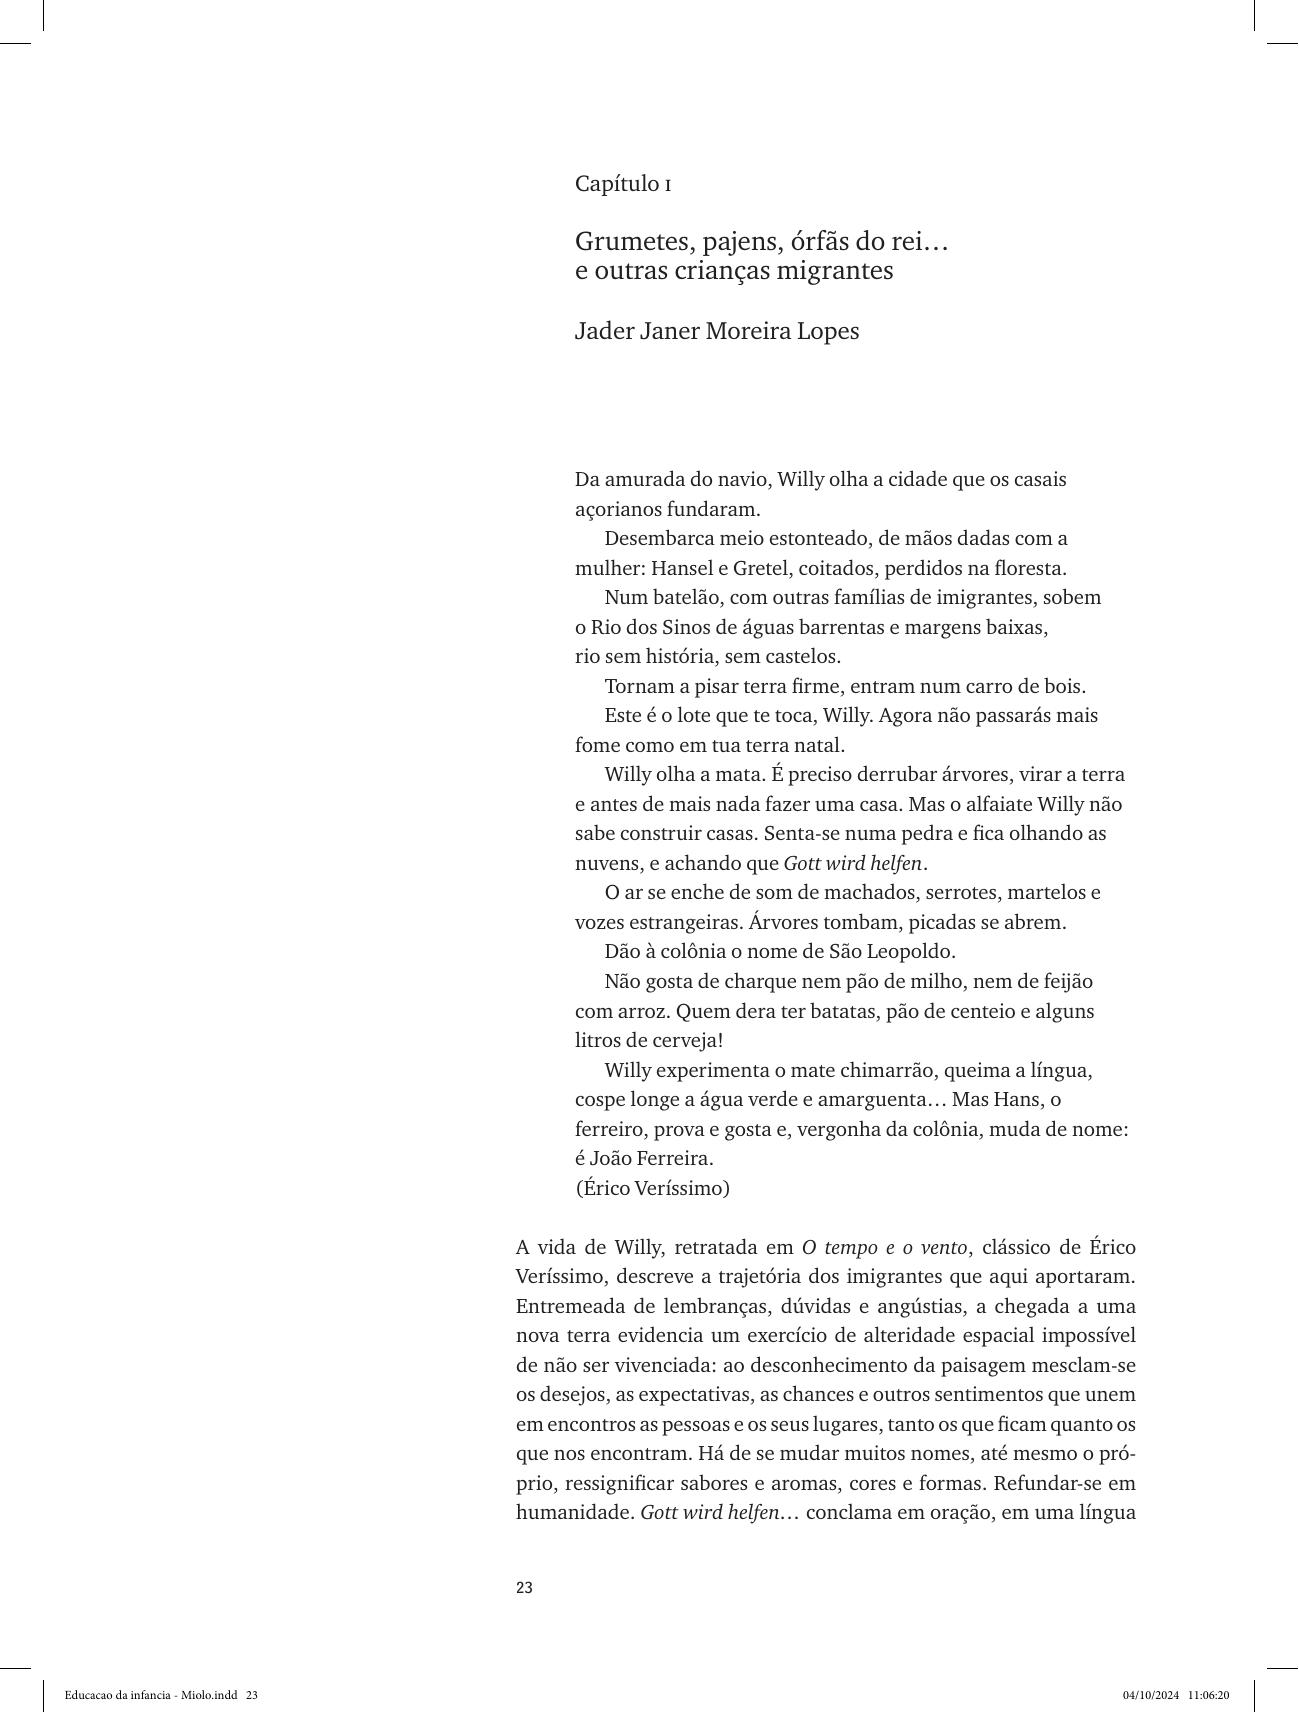 Capítulo I
Grumetes, pajens, órfãs do rei…
e outras crianças migrantes
Jader Janer Moreira Lopes
Da amurada do navio, Willy olha a cidade que os casais
açorianos fundaram.
Desembarca meio estonteado, de mãos dadas com a
mulher: Hansel e Gretel, coitados, perdidos na floresta.
Num batelão, com outras famílias de imigrantes, sobem
o Rio dos Sinos de águas barrentas e margens baixas,
rio sem história, sem castelos.
Tornam a pisar terra firme, entram num carro de bois.
Este é o lote que te toca, Willy. Agora não passarás mais
fome como em tua terra natal.
Willy olha a mata. É preciso derrubar árvores, virar a terra
e antes de mais nada fazer uma casa. Mas o alfaiate Willy não
sabe construir casas. Senta-se numa pedra e fica olhando as
nuvens, e achando que Gott wird helfen.
O ar se enche de som de machados, serrotes, martelos e
vozes estrangeiras. Árvores tombam, picadas se abrem.
Dão à colônia o nome de São Leopoldo.
Não gosta de charque nem pão de milho, nem de feijão
com arroz. Quem dera ter batatas, pão de centeio e alguns
litros de cerveja!
Willy experimenta o mate chimarrão, queima a língua,
cospe longe a água verde e amarguenta… Mas Hans, o
ferreiro, prova e gosta e, vergonha da colônia, muda de nome:
é João Ferreira.
(Érico Veríssimo)
A vida de Willy, retratada em O tempo e o vento, clássico de Érico
Veríssimo, descreve a trajetória dos imigrantes que aqui aportaram.
Entremeada de lembranças, dúvidas e angústias, a chegada a uma
nova terra evidencia um exercício de alteridade espacial impossível
de não ser vivenciada: ao desconhecimento da paisagem mesclam-se
os desejos, as expectativas, as chances e outros sentimentos que unem
em encontros as pessoas e os seus lugares, tanto os que ficam quanto os
que nos encontram. Há de se mudar muitos nomes, até mesmo o pró-
prio, ressignificar sabores e aromas, cores e formas. Refundar-se em
humanidade. Gott wird helfen… conclama em oração, em uma língua
23
Educacao da infancia - Miolo.indd 23
04/10/2024 11:06:20